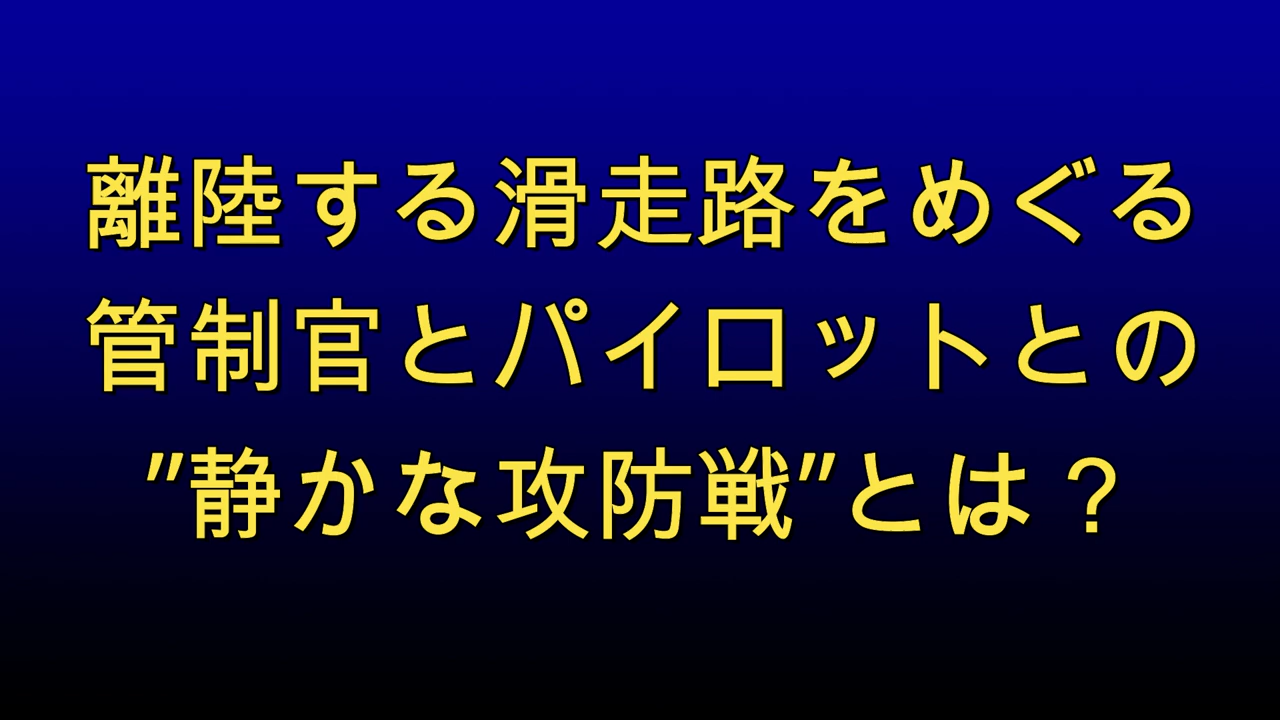 離陸する滑走路をめぐる
管制官とパイロットとの
”静かな攻防戦”とは？